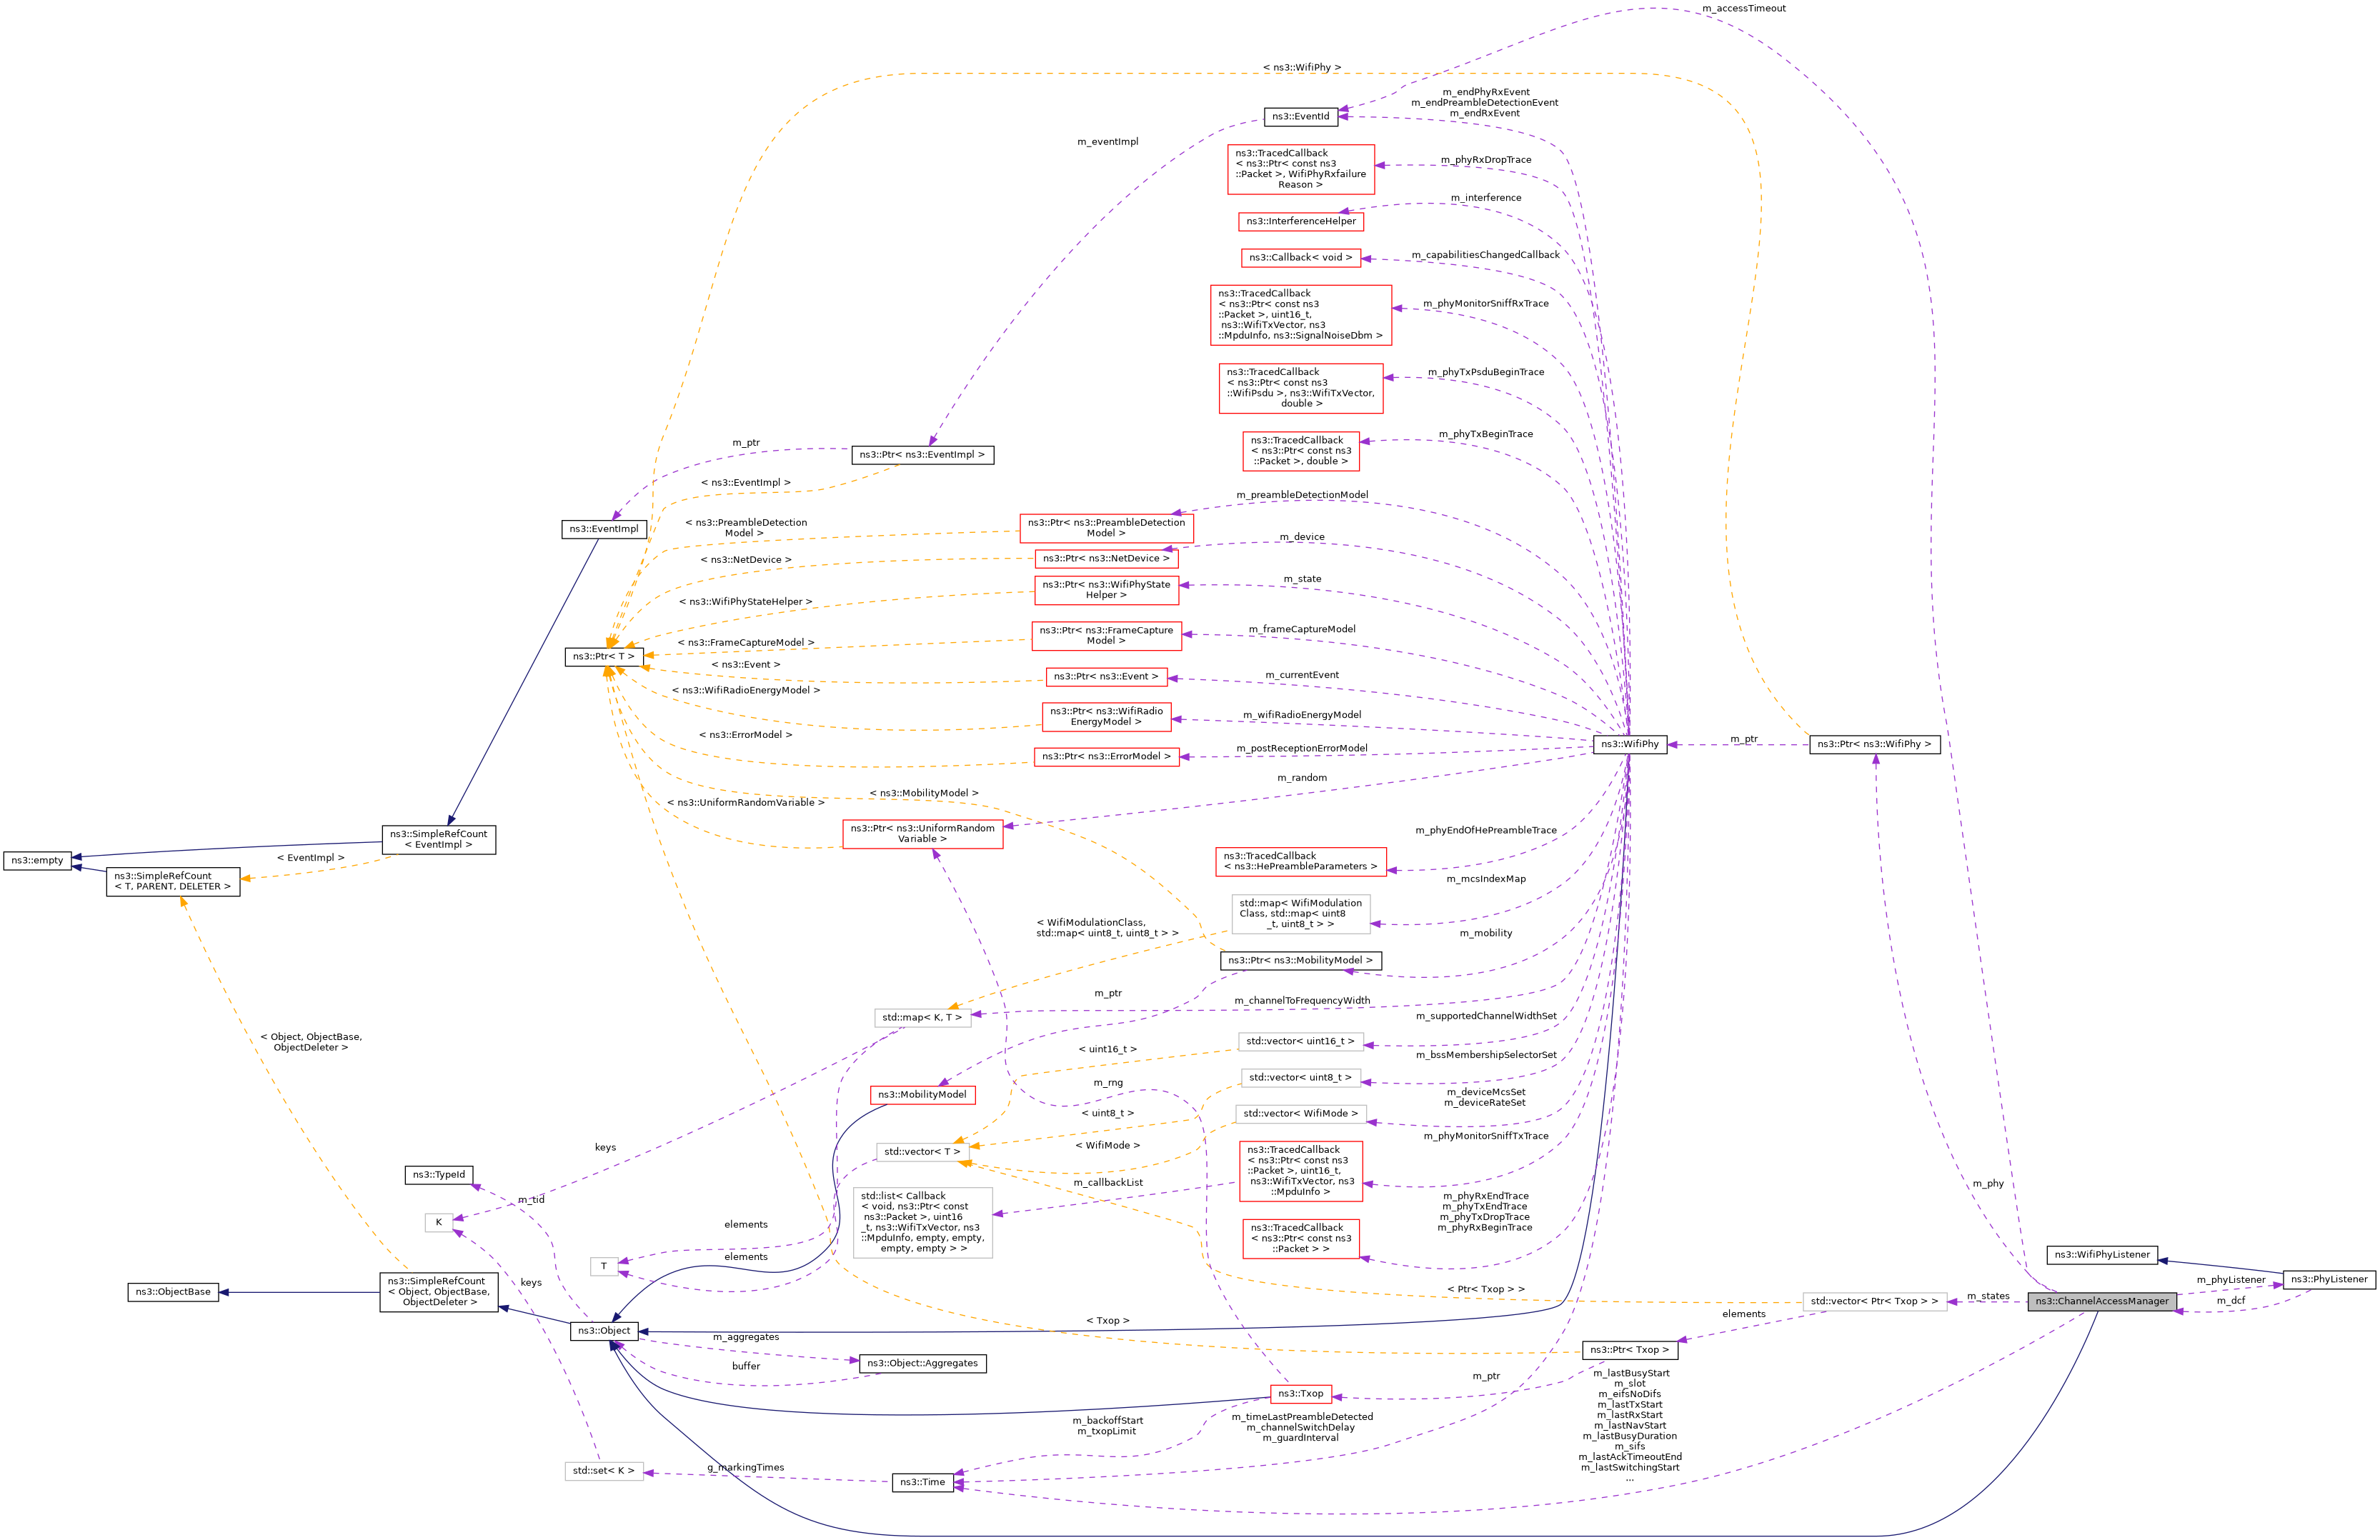 m_accessTimeout
< ns3::WifiPhy >
m_endPhyRxEvent
m_endPreambleDetectionEvent
m_endRxEvent
ns3::EventId
m_eventImpl
ns3::TracedCallback
< ns3::Ptr< const ns3
::Packet >, WifiPhyRxfailure
Reason >
m_phyRxDropTrace
m_interference
ns3::InterferenceHelper
m_capabilitiesChangedCallback
ns3::Callback< void >
ns3::TracedCallback
< ns3::Ptr< const ns3
::Packet >, uint16_t,
ns3::WifiTxVector, ns3
::MpduInfo, ns3::SignalNoiseDbm >
m_phyMonitorSniffRxTrace
ns3::TracedCallback
< ns3::Ptr< const ns3
::WifiPsdu >, ns3::WifiTxVector,
double >
m_phyTxPsduBeginTrace
m_phyTxBeginTrace
ns3::TracedCallback
< ns3::Ptr< const ns3
::Packet >, double >
m_ptr
ns3::Ptr< ns3::EventImpl >
< ns3::EventImpl >
m_preambleDetectionModel
ns3::EventImpl
< ns3::PreambleDetection
Model >
ns3::Ptr< ns3::PreambleDetection
Model >
m_device
< ns3::NetDevice >
ns3::Ptr< ns3::NetDevice >
m_state
ns3::Ptr< ns3::WifiPhyState
Helper >
< ns3::WifiPhyStateHelper >
m_frameCaptureModel
ns3::Ptr< ns3::FrameCapture
Model >
< ns3::FrameCaptureModel >
ns3::Ptr< T >
< ns3::Event >
ns3::Ptr< ns3::Event >
m_currentEvent
< ns3::WifiRadioEnergyModel >
ns3::Ptr< ns3::WifiRadio
EnergyModel >
m_wifiRadioEnergyModel
< ns3::ErrorModel >
ns3::Ptr< ns3::ErrorModel >
m_postReceptionErrorModel
ns3::WifiPhy
m_ptr
ns3::Ptr< ns3::WifiPhy >
m_random
< ns3::MobilityModel >
< ns3::UniformRandomVariable >
ns3::Ptr< ns3::UniformRandom
Variable >
ns3::SimpleRefCount
< EventImpl >
m_phyEndOfHePreambleTrace
ns3::empty
< EventImpl >
ns3::TracedCallback
< ns3::HePreambleParameters >
ns3::SimpleRefCount
< T, PARENT, DELETER >
m_mcsIndexMap
std::map< WifiModulation
Class, std::map< uint8
_t, uint8_t > >
< WifiModulationClass,
std::map< uint8_t, uint8_t > >
m_mobility
ns3::Ptr< ns3::MobilityModel >
m_ptr
m_channelToFrequencyWidth
std::map< K, T >
m_supportedChannelWidthSet
< Object, ObjectBase,
ObjectDeleter >
std::vector< uint16_t >
< uint16_t >
m_bssMembershipSelectorSet
std::vector< uint8_t >
m_rng
ns3::MobilityModel
m_deviceMcsSet
m_deviceRateSet
< uint8_t >
std::vector< WifiMode >
m_phyMonitorSniffTxTrace
keys
< WifiMode >
std::vector< T >
ns3::TracedCallback
< ns3::Ptr< const ns3
::Packet >, uint16_t,
ns3::WifiTxVector, ns3
::MpduInfo >
ns3::TypeId
m_callbackList
m_phy
m_tid
std::list< Callback
< void, ns3::Ptr< const
ns3::Packet >, uint16
_t, ns3::WifiTxVector, ns3
::MpduInfo, empty, empty,
empty, empty > >
m_phyRxEndTrace
m_phyTxEndTrace
m_phyTxDropTrace
m_phyRxBeginTrace
K
elements
ns3::TracedCallback
< ns3::Ptr< const ns3
::Packet > >
elements
T
ns3::WifiPhyListener
ns3::SimpleRefCount
< Object, ObjectBase,
ObjectDeleter >
ns3::ObjectBase
keys
< Ptr< Txop > >
m_phyListener
ns3::PhyListener
std::vector< Ptr< Txop > >
m_states
ns3::ChannelAccessManager
m_dcf
elements
< Txop >
ns3::Object
m_aggregates
ns3::Ptr< Txop >
ns3::Object::Aggregates
buffer
m_ptr
ns3::Txop
m_lastBusyStart
m_slot
m_eifsNoDifs
m_lastTxStart
m_lastRxStart
m_lastNavStart
m_lastBusyDuration
m_sifs
m_lastAckTimeoutEnd
m_lastSwitchingStart
...
m_backoffStart
m_txopLimit
m_timeLastPreambleDetected
m_channelSwitchDelay
m_guardInterval
std::set< K >
g_markingTimes
ns3::Time